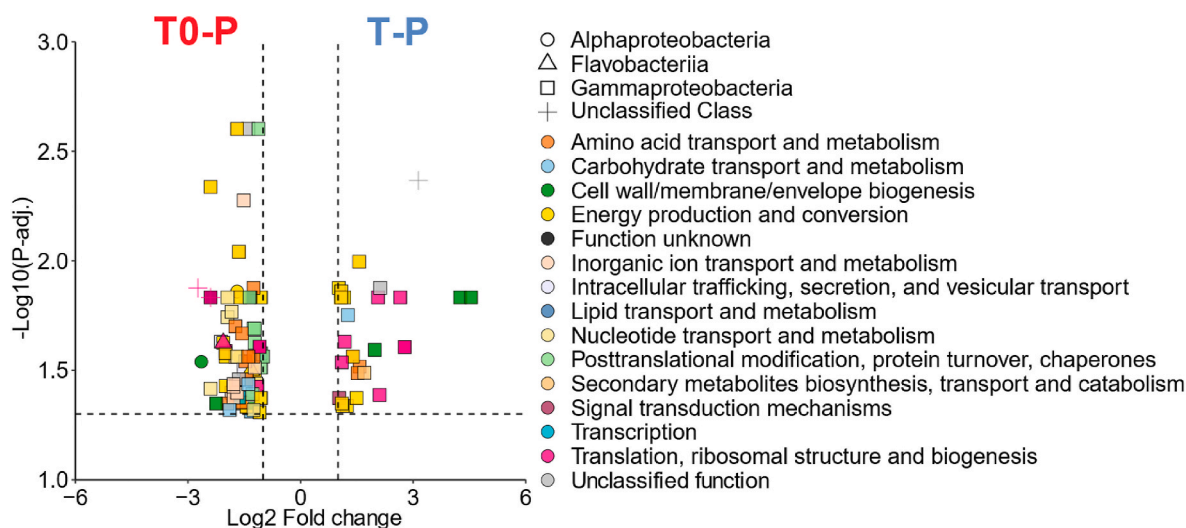 T0-P T-P
3.0
2.5
2.0
1.5
1.0
-Log10(P-adj.)
−6 −3 0 3 6
Log2 Fold change
Alphaproteobacteria
Flavobacteriia
Gammaproteobacteria
Unclassified Class
Amino acid transport and metabolism
Carbohydrate transport and metabolism
Cell wall/membrane/envelope biogenesis
Energy production and conversion
Function unknown
Inorganic ion transport and metabolism
Intracellular trafficking, secretion, and vesicular transport
Lipid transport and metabolism
Nucleotide transport and metabolism
Posttranslational modification, protein turnover, chaperones
Secondary metabolites biosynthesis, transport and catabolism
Signal transduction mechanisms
Transcription
Translation, ribosomal structure and biogenesis
Unclassified function